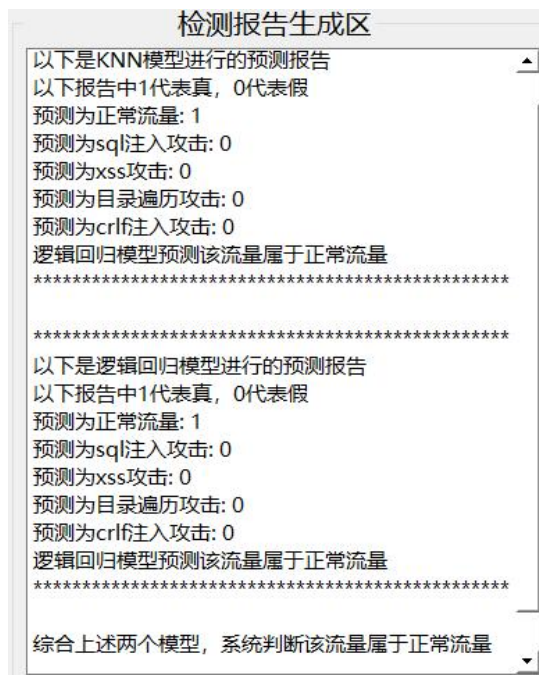 检测报告生成区
以下是KNN模型进行的预测报告
以下报告中1代表真，0代表假
预测为正常流量: 1
预测为sql注入攻击: 0
预测为xss攻击: 0
预测为目录遍历攻击: 0
预测为crlf注入攻击: 0
逻辑回归模型预测该流量属于正常流量
*************************************************
*************************************************
以下是逻辑回归模型进行的预测报告
以下报告中1代表真，0代表假
预测为正常流量: 1
预测为sql注入攻击: 0
预测为xss攻击: 0
预测为目录遍历攻击: 0
预测为crlf注入攻击: 0
逻辑回归模型预测该流量属于正常流量
*************************************************
综合上述两个模型，系统判断该流量属于正常流量